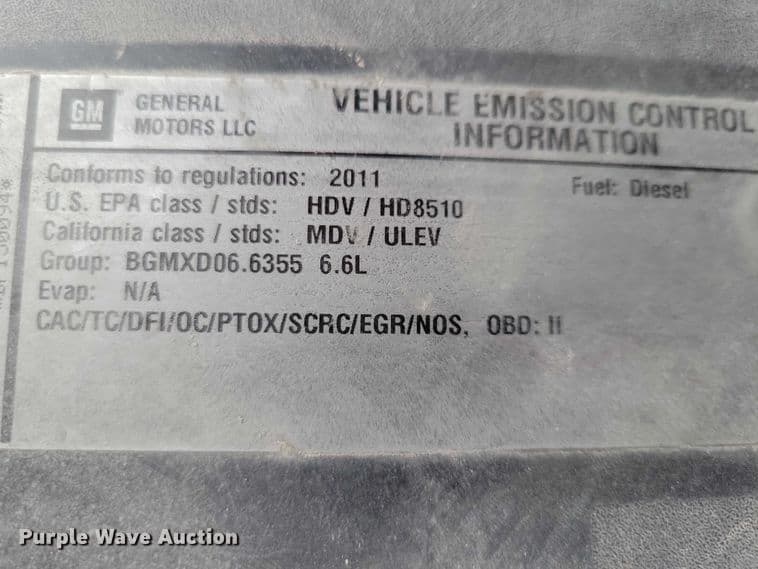 GM
GENERAL
MOTORS LLC
VEHICLE EMISSION CONTROL
INFORMATION
Conforms to regulations: 2011
Fuel: Diesel
U.S. EPA class / stds: HDV / HD8510
California class / stds: MDV / ULEV
Group: BGMXD06.6355 6.6L
Evap: N/A
CAC/TC/DFI/OC/PTOX/SCRC/EGR/NOS, OBD: II
Purple Wave Auction